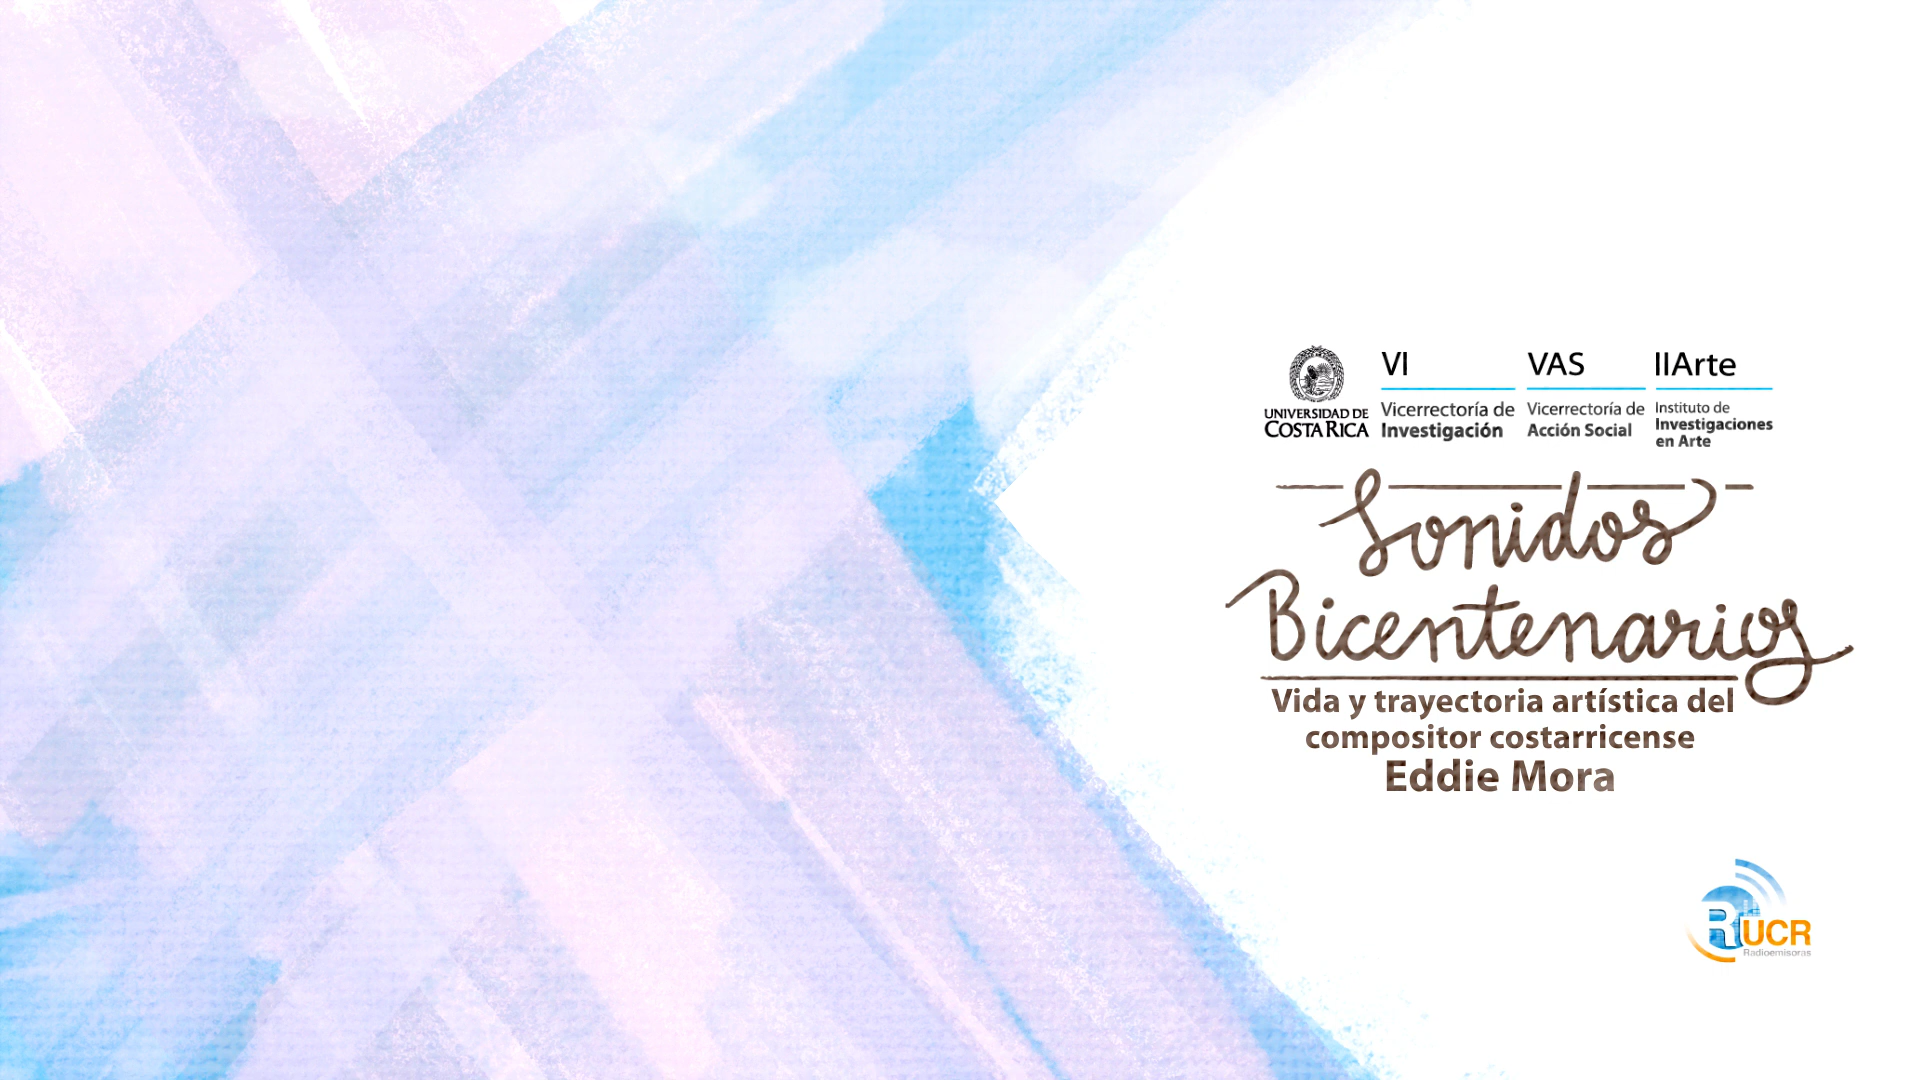 UNIVERSIDAD DE
COSTA RICA
VI
Vicerrectoría de
Investigación
VAS
Vicerrectoría de
Acción Social
IIArte
Instituto de
Investigaciones
en Arte
Sonidos
Bicentenarios
Vida y trayectoria artística del
compositor costarricense
Eddie Mora
R UCR
Radioemisoras